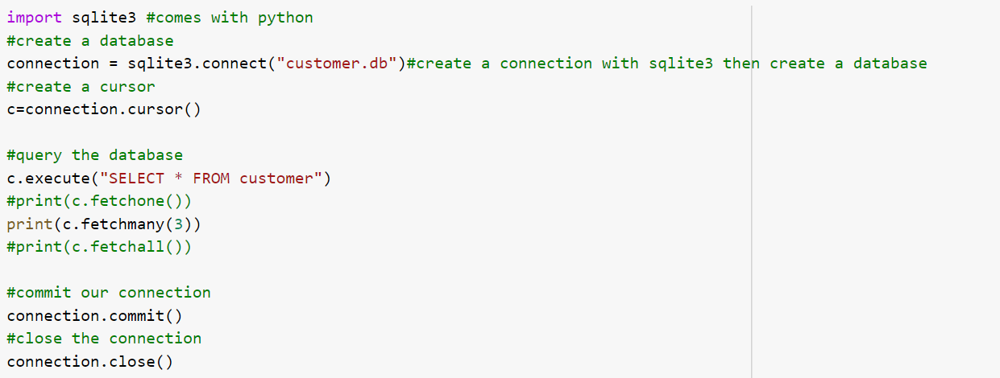 import sqlite3 #comes with python
#create a database
connection = sqlite3.connect("customer.db")#create a connection with sqlite3 then create a database
#create a cursor
c=connection.cursor()
#query the database
c.execute("SELECT * FROM customer")
#print(c.fetchone())
print(c.fetchmany(3))
#print(c.fetchall())
#commit our connection
connection.commit()
#close the connection
connection.close()